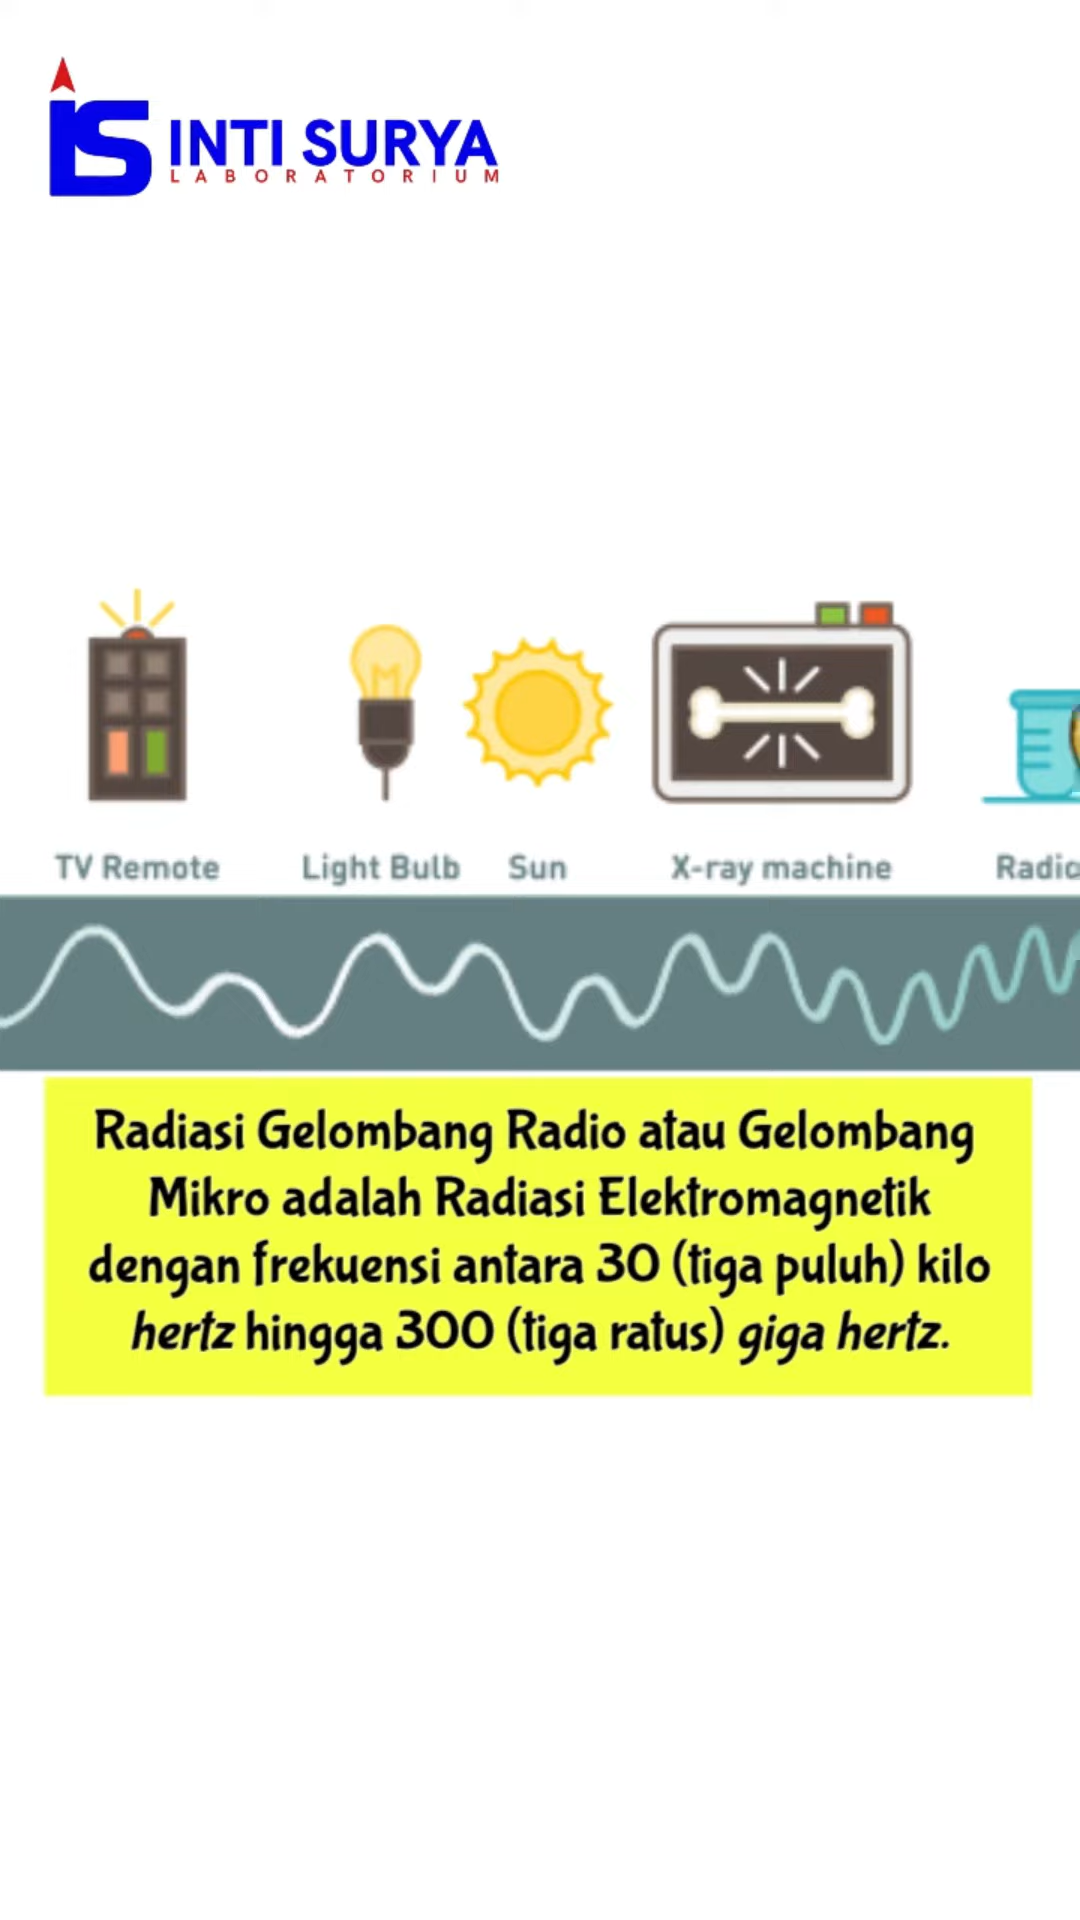 INTI SURYA
LABORATORIUM
TV Remote
Light Bulb
Sun
X-ray machine
Radiasi Gelombang Radio atau Gelombang
Mikro adalah Radiasi Elektromagnetik
dengan frekuensi antara 30 (tiga puluh) kilo
hertz hingga 300 (tiga ratus) giga hertz.